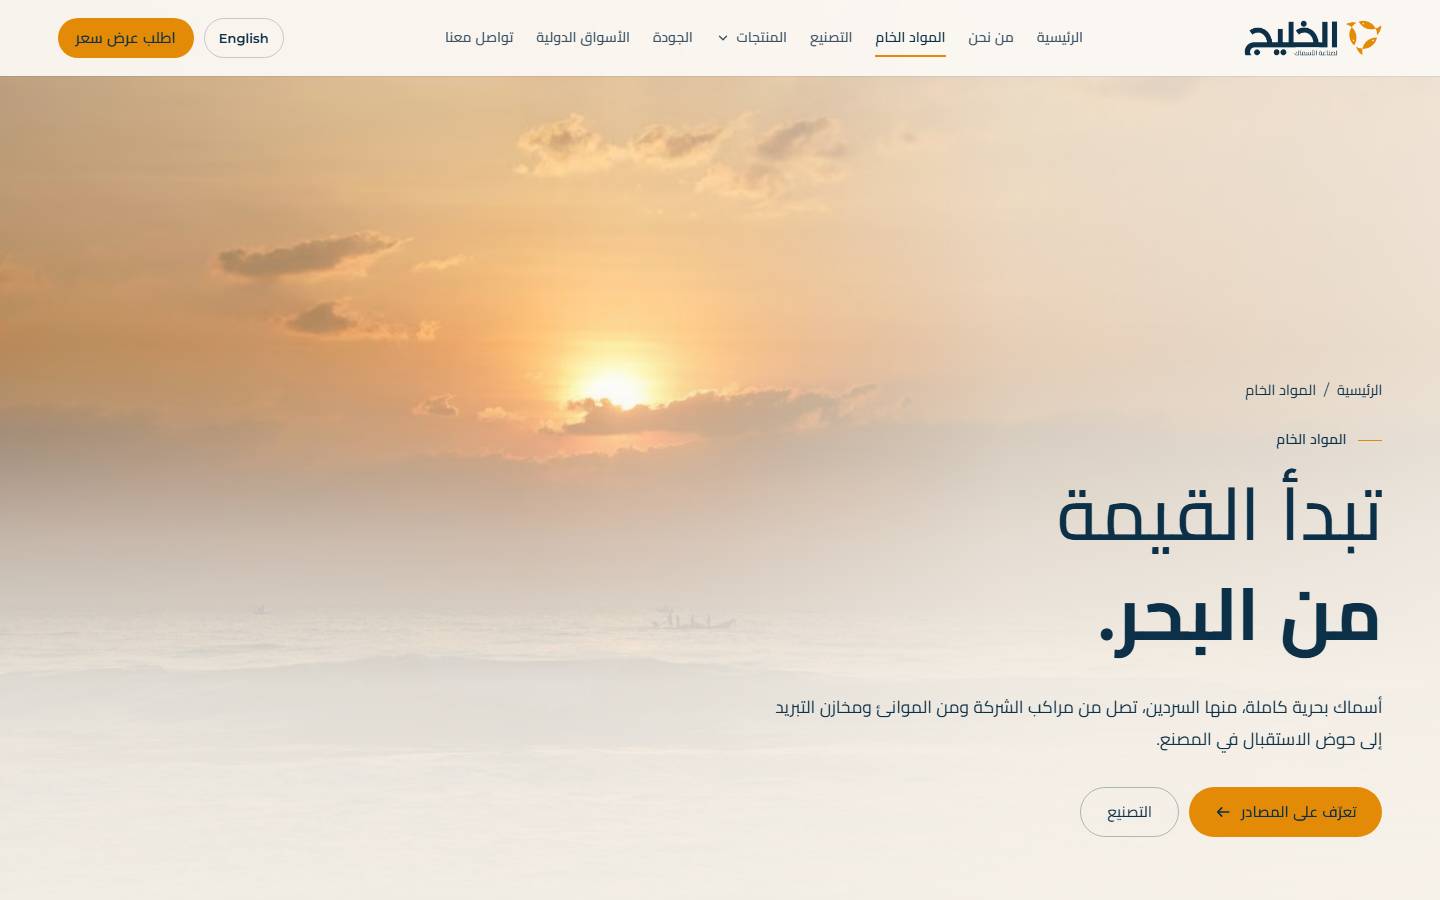 الخليج
لصناعة الأسماك
الرئيسية
من نحن
المواد الخام
التصنيع
المنتجات
الجودة
الأسواق الدولية
تواصل معنا
English
اطلب عرض سعر
الرئيسية / المواد الخام
المواد الخام
تبدأ القيمة
من البحر.
أسماك بحرية كاملة، منها السردين، تصل من مراكب الشركة ومن الموانئ ومخازن التبريد
إلى حوض الاستقبال في المصنع.
تعرّف على المصادر ←
التصنيع